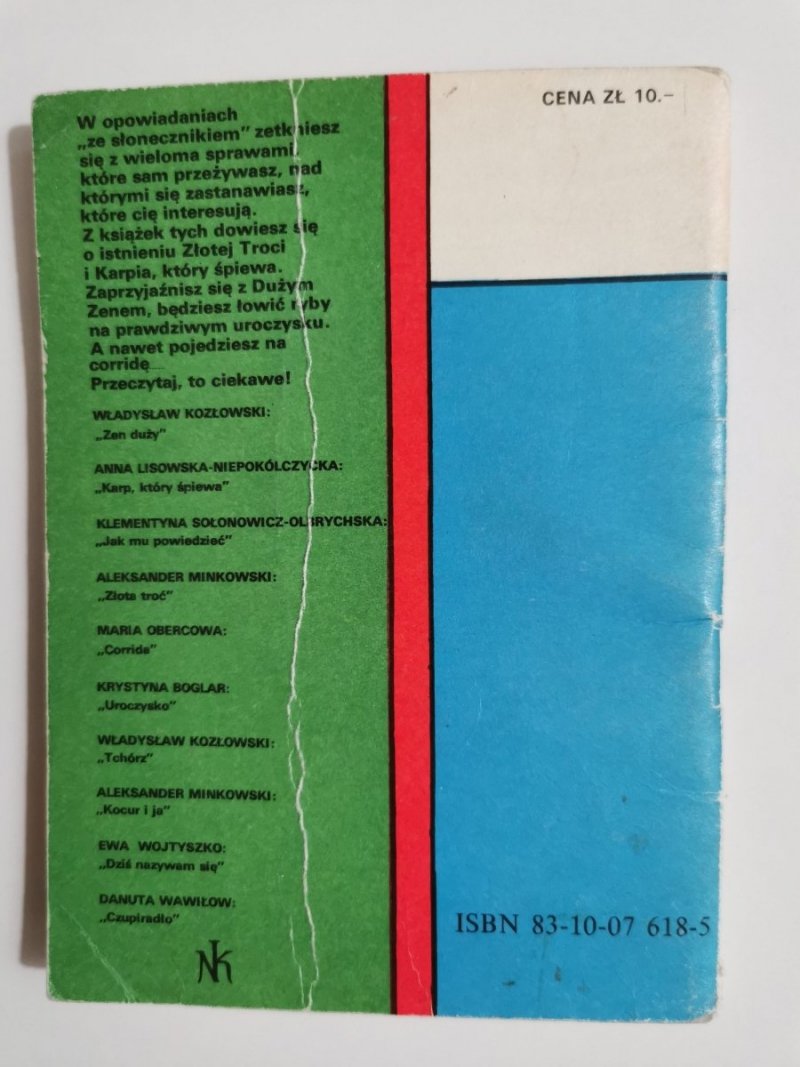 W opowiadaniach
„ze słonecznikiem” zetkniesz
się z wieloma sprawami,
które sam przeżywasz, nad
którymi się zastanawiasz,
które cię interesują.
Z książek tych dowiesz się
o istnieniu Złotej Troci
i Karpia, który śpiewa.
Zaprzyjaźnisz się z Dużym
Zenem, będziesz łowić ryby
na prawdziwym uroczysku.
A nawet pojedziesz na
corridę
Przeczytaj, to ciekawe!
WŁADYSŁAW KOZŁOWSKI:
„Zen duży”
ANNA LISOWSKA-NIEPOKÓLCZYCKA:
„Karp, który śpiewa”
KLEMENTYNA SOŁONOWICZ-OLBRYCHSKA:
„Jak mu powiedzieć”
ALEKSANDER MINKOWSKI:
„Złota troć”
MARIA OBERCOWA:
„Corrida”
KRYSTYNA BOGLAR:
„Uroczysko”
WŁADYSŁAW KOZŁOWSKI:
„Tchórz”
ALEKSANDER MINKOWSKI:
„Kocur i ja”
EWA WOJTYSZKO:
„Dziś nazywam się”
DANUTA WAWIŁOW:
„Czupiradło”
NK
CENA ZŁ 10.–
ISBN 83-10-07 618-5